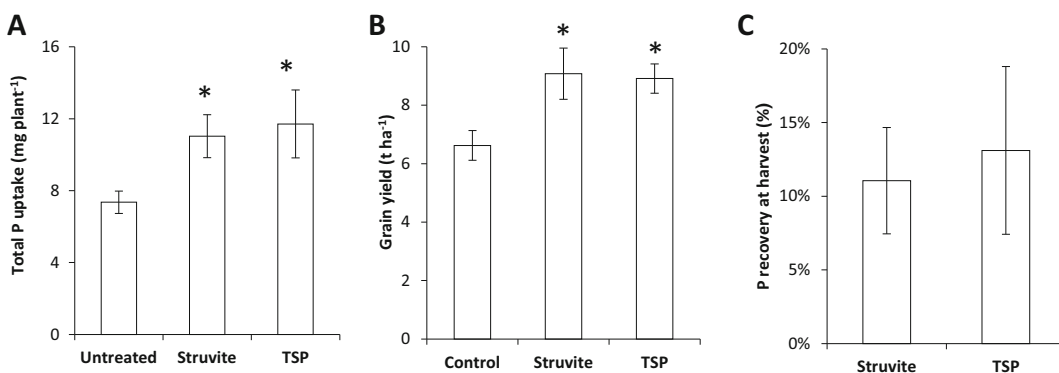 A
Total P uptake (mg plant⁻¹)
16
12
8
4
0
*
*
Untreated Struvite TSP
B
Grain yield (t ha⁻¹)
10
8
6
4
2
0
*
*
Control Struvite TSP
C
P recovery at harvest (%)
20%
15%
10%
5%
0%
Struvite TSP